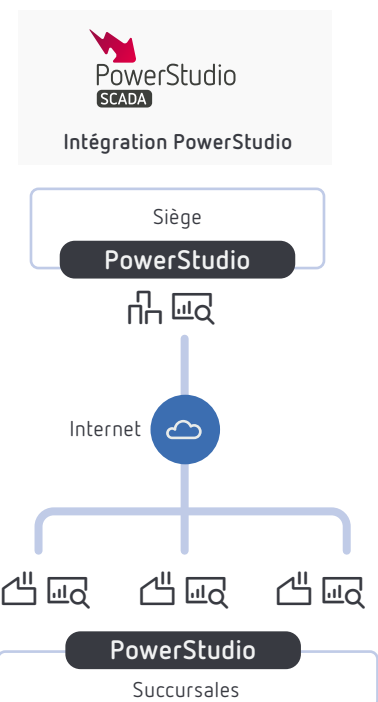 PowerStudio
SCADA
Intégration PowerStudio
Siège
PowerStudio
Internet
PowerStudio
Succursales